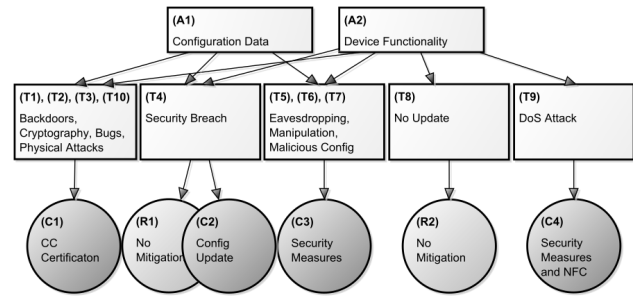 (A1)
Configuration Data
(A2)
Device Functionality
(T1), (T2), (T3), (T10)
Backdoors,
Cryptography, Bugs,
Physical Attacks
(T4)
Security Breach
(T5), (T6), (T7)
Eavesdropping,
Manipulation,
Malicious Config
(T8)
No Update
(T9)
DoS Attack
(C1)
CC
Certificaton
(R1)
No
Mitigation
(C2)
Config
Update
(C3)
Security
Measures
(R2)
No
Mitigation
(C4)
Security
Measures
and NFC